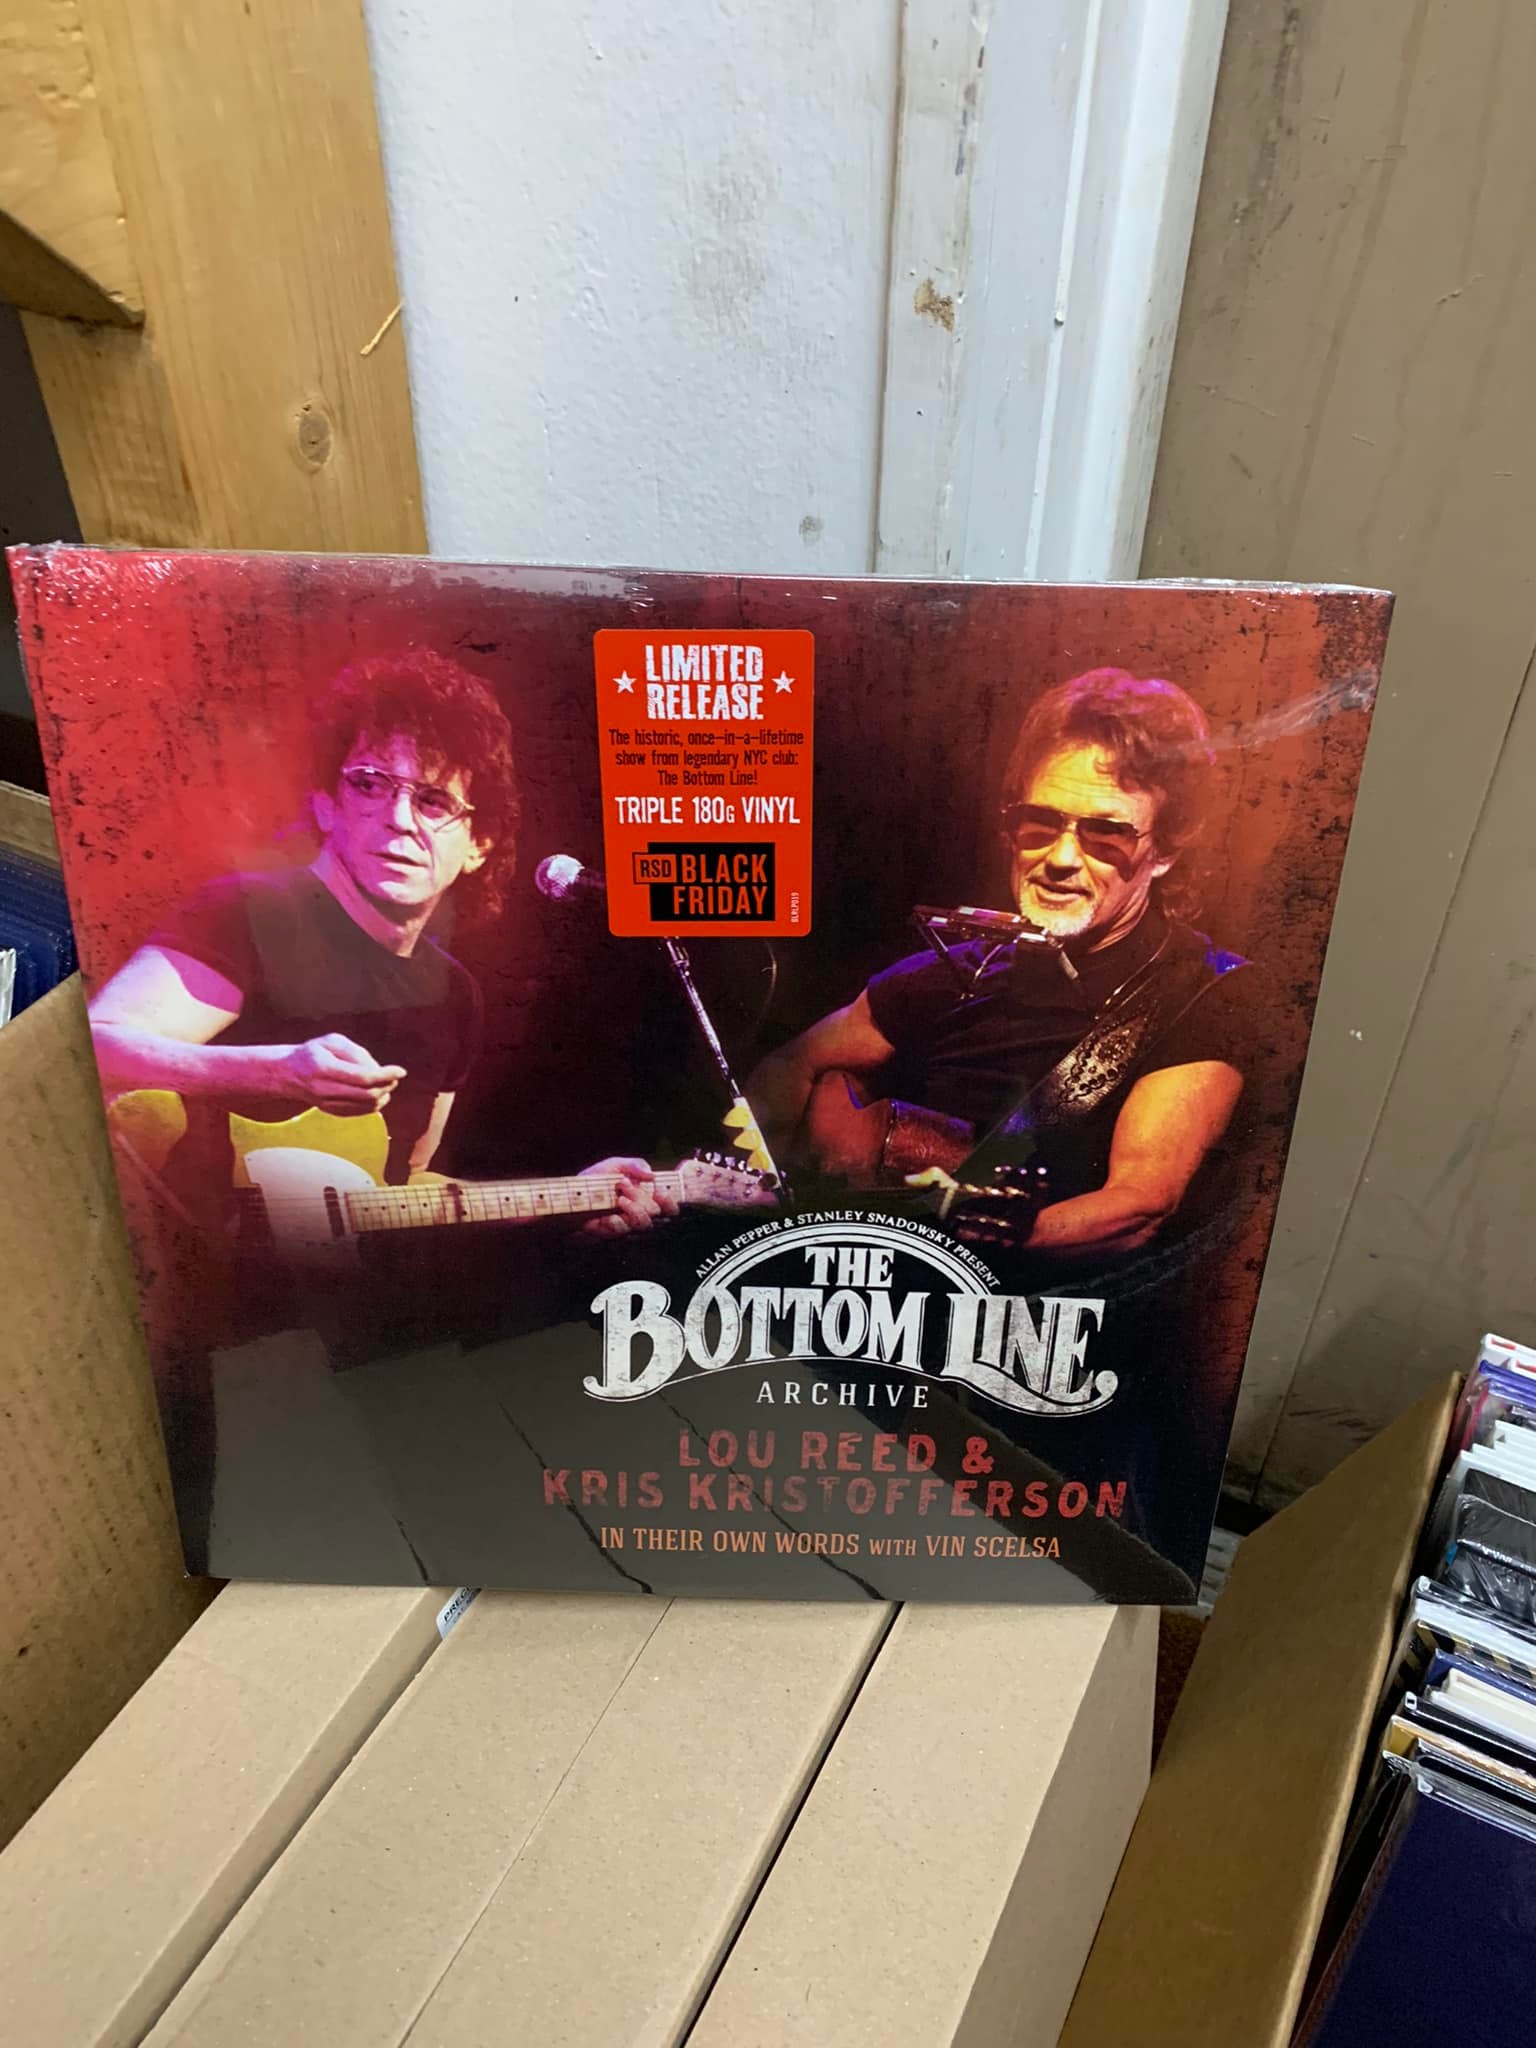 LIMITED
RELEASE
The historic, once-in-a-lifetime
show from legendary NYC club:
The Bottom Line!
TRIPLE 180G VINYL
RSD BLACK
FRIDAY
BLRLP019
ALLAN PEPPER & STANLEY SNADOWSKY PRESENT
THE
BOTTOM LINE
ARCHIVE
LOU REED &
KRIS KRISTOFFERSON
IN THEIR OWN WORDS WITH VIN SCELSA